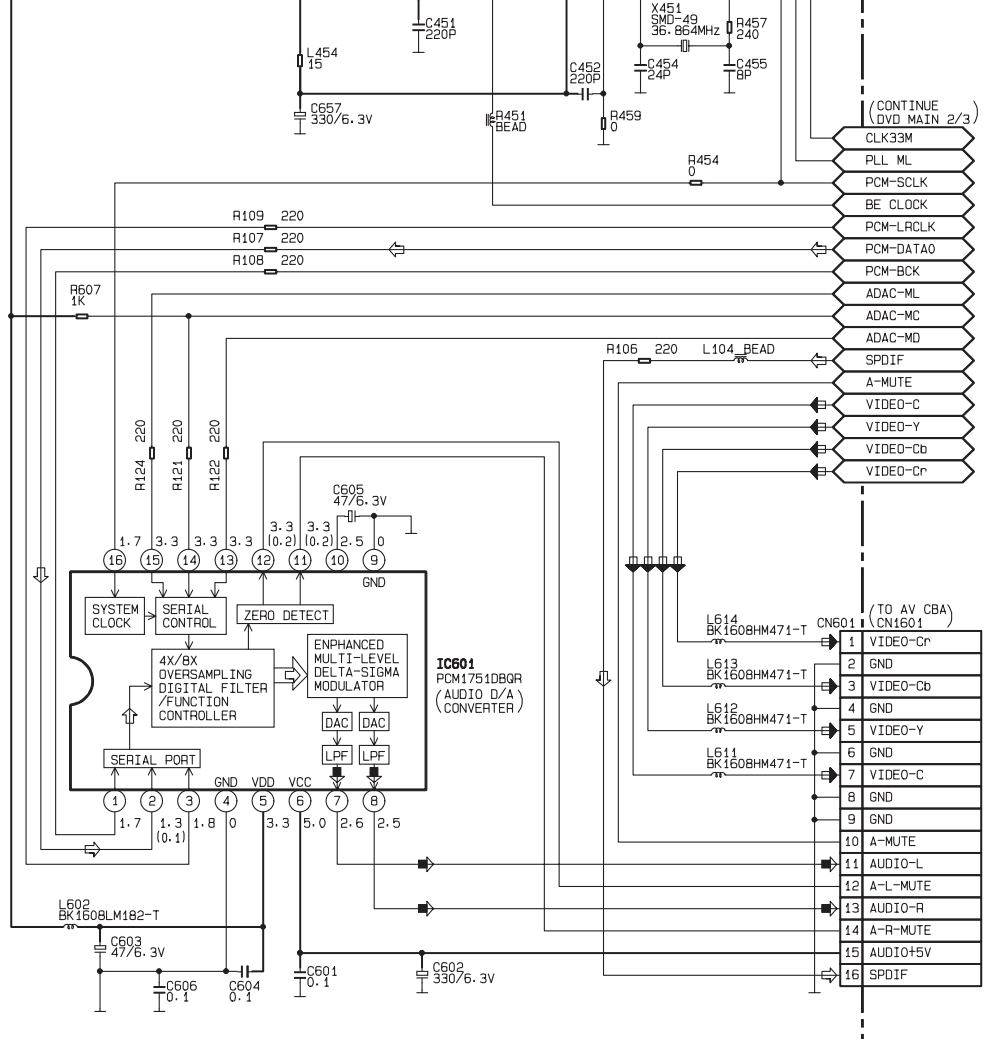 C451
220P
X451
SMD-49
36.864MHz
R457
240
L454
15
C452
220P
C454
24P
C455
8P
C657
330/6.3V
R451
BEAD
R459
0
(CONTINUE
DVD MAIN 2/3)
CLK33M
PLL ML
R454
0
PCM-SCLK
BE CLOCK
R109 220
PCM-LRCLK
R107 220
PCM-DATA0
R108 220
PCM-BCK
R607
1K
ADAC-ML
ADAC-MC
ADAC-MD
R106 220
L104 BEAD
SPDIF
A-MUTE
VIDEO-C
VIDEO-Y
VIDEO-Cb
VIDEO-Cr
R124 220
R121 220
R122 220
C605
47/6.3V
1.7
3.3
3.3
3.3
3.3
(0.2)
3.3
(0.2)
2.5
0
16
15
14
13
12
11
10
9
GND
SYSTEM
CLOCK
SERIAL
CONTROL
ZERO DETECT
4X/8X
OVERSAMPLING
DIGITAL FILTER
/FUNCTION
CONTROLLER
ENPHANCED
MULTI-LEVEL
DELTA-SIGMA
MODULATOR
DAC
DAC
LPF
LPF
SERIAL PORT
IC601
PCM1751DBQR
(AUDIO D/A
CONVERTER)
GND
VDD
VCC
1
2
3
4
5
6
7
8
1.7
1.3
(0.1)
1.8
0
3.3
5.0
2.6
2.5
L614
BK1608HM471-T
L613
BK1608HM471-T
L612
BK1608HM471-T
L611
BK1608HM471-T
CN601
(TO AV CBA)
CN1601
1 VIDEO-Cr
2 GND
3 VIDEO-Cb
4 GND
5 VIDEO-Y
6 GND
7 VIDEO-C
8 GND
9 GND
10 A-MUTE
11 AUDIO-L
12 A-L-MUTE
13 AUDIO-R
14 A-R-MUTE
15 AUDIO+5V
16 SPDIF
L602
BK1608LM182-T
C603
47/6.3V
C606
0.1
C604
0.1
C601
0.1
C602
330/6.3V